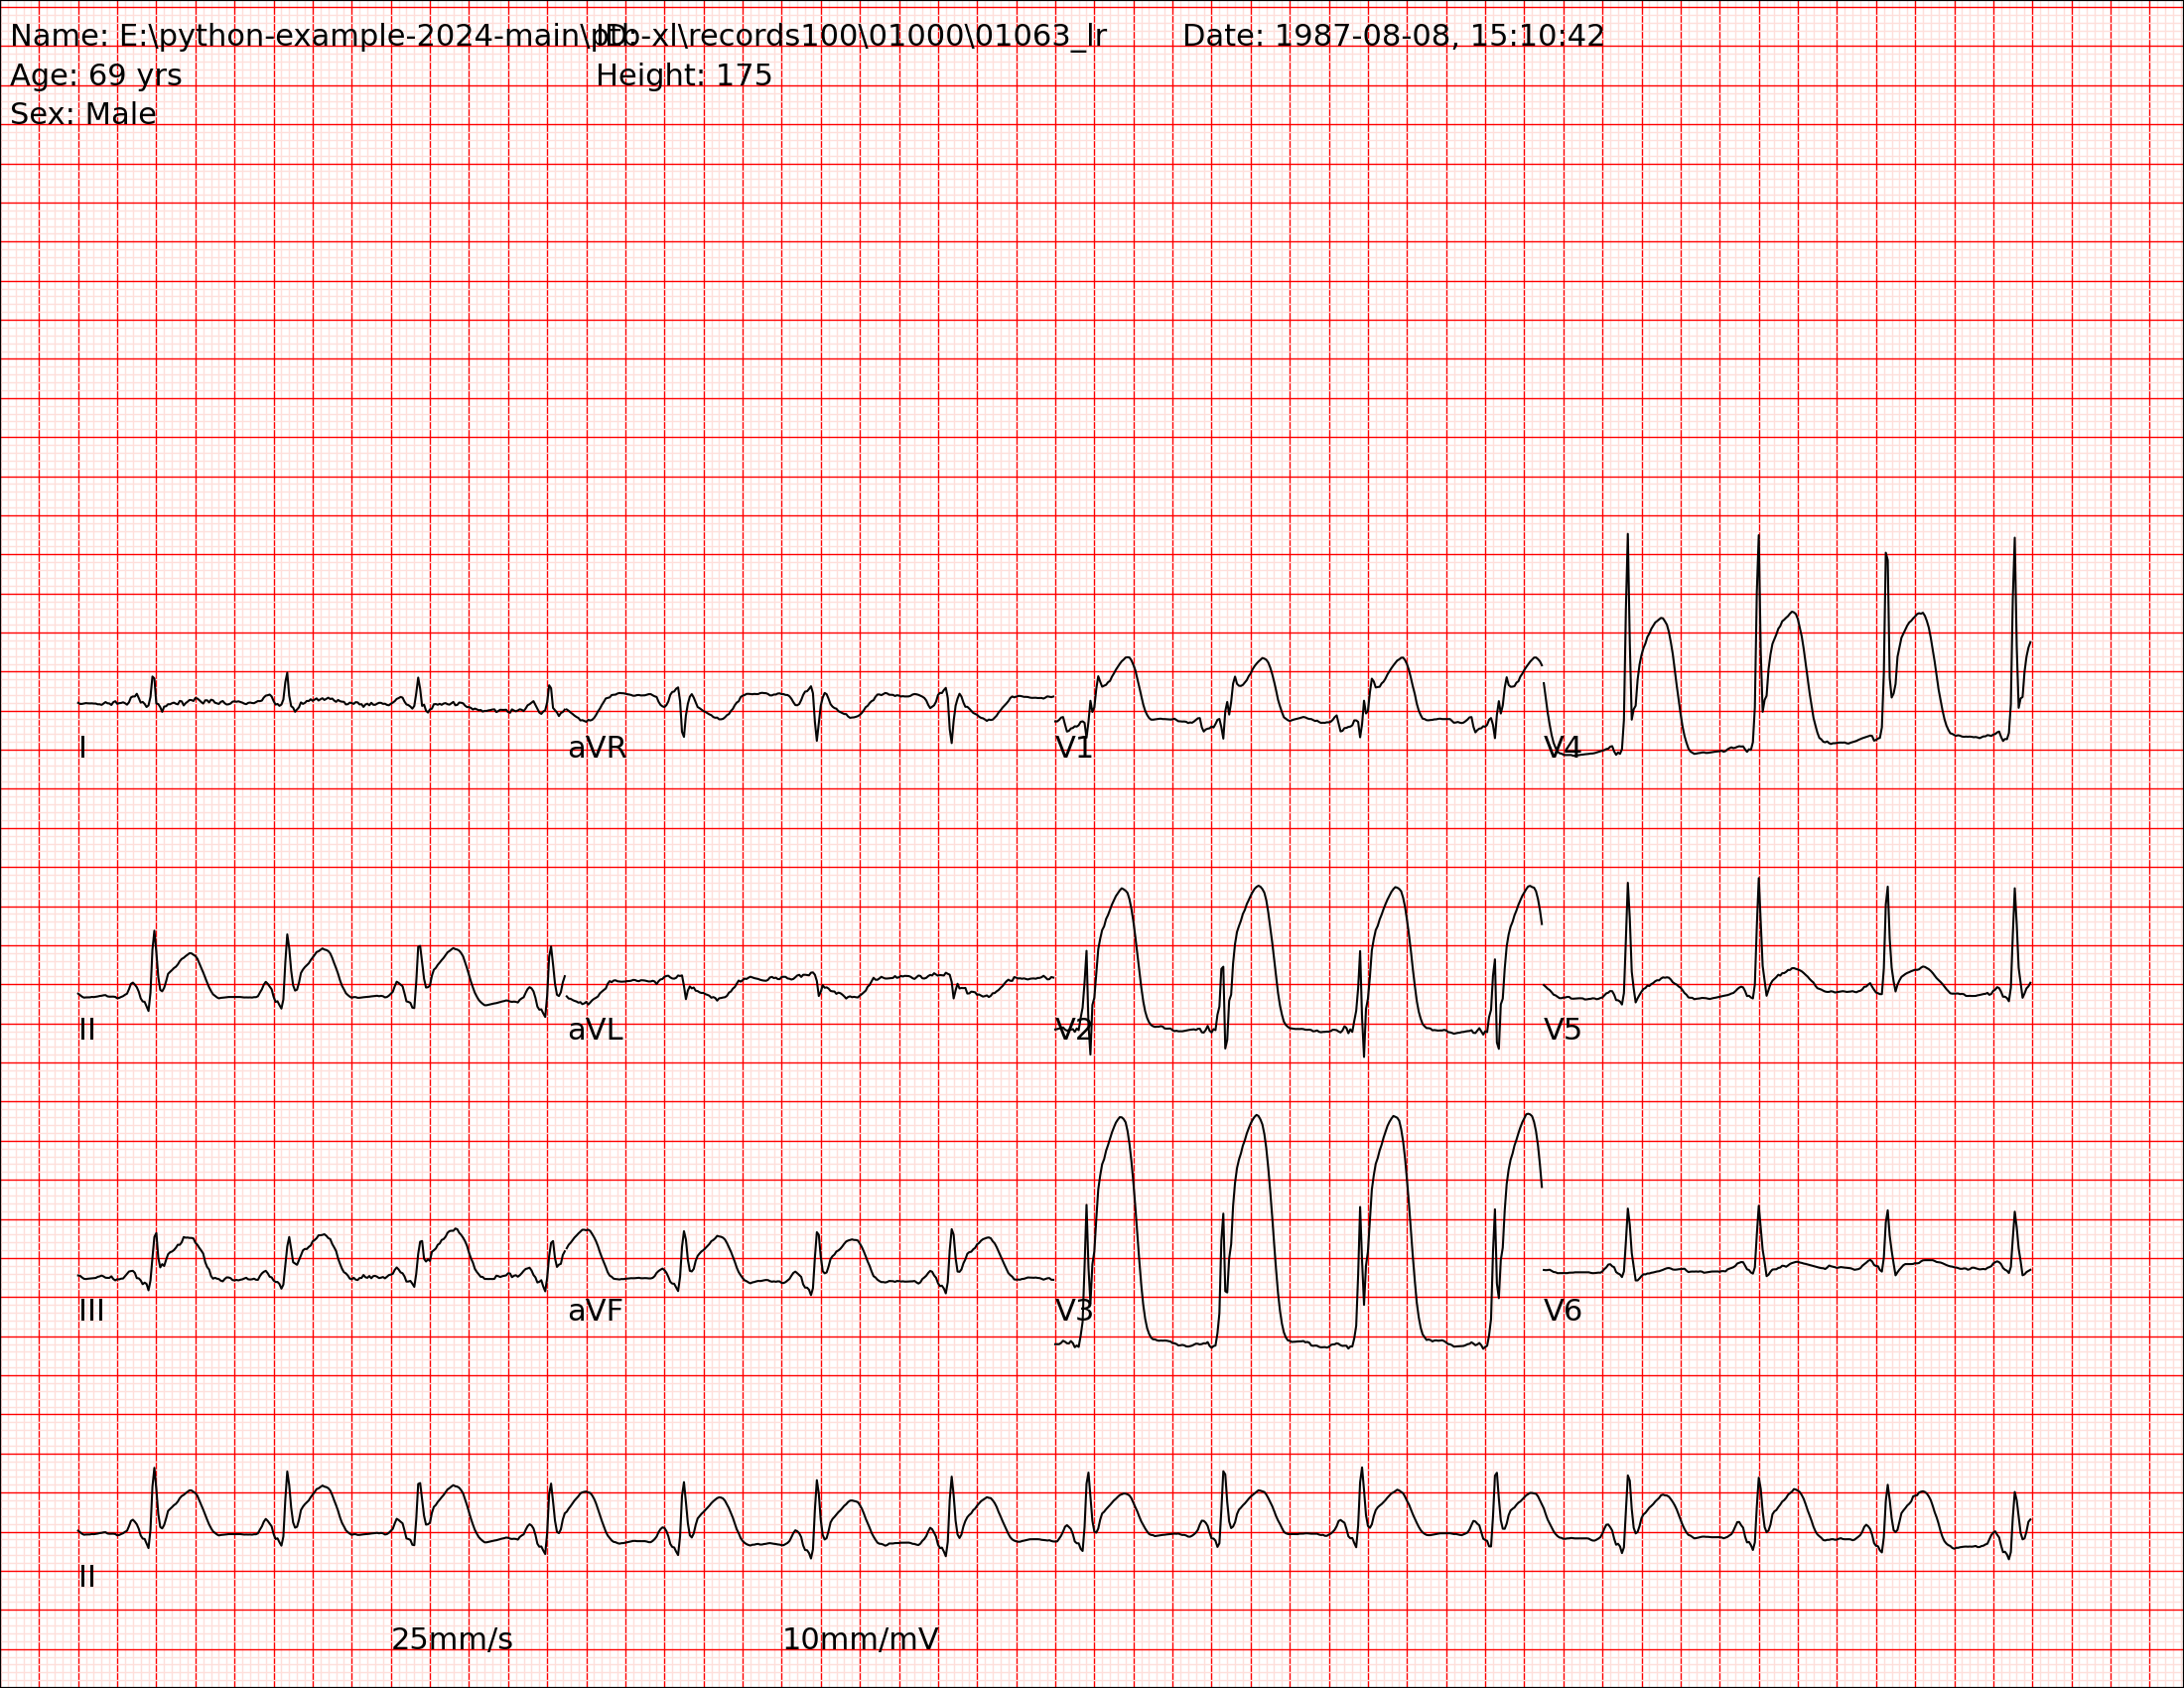 Name: E:\python-example-2024-main\ptb-xl\records100\01000\01063_lr ID: Date: 1987-08-08, 15:10:42
Age: 69 yrs Height: 175
Sex: Male
I aVR V1 V4
II aVL V2 V5
III aVF V3 V6
II
25mm/s 10mm/mV